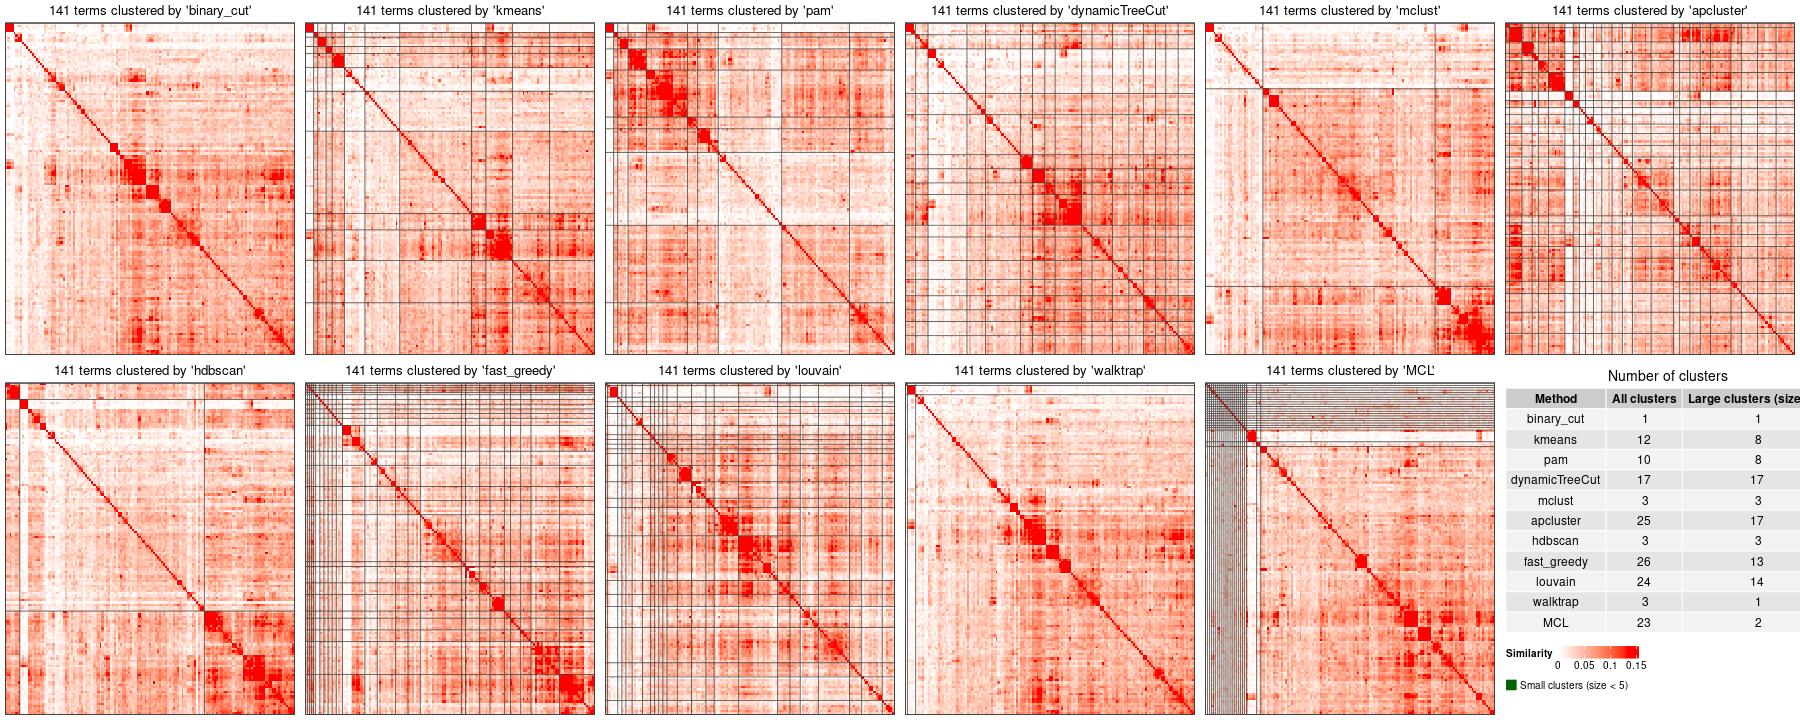 141 terms clustered by 'binary_cut'
141 terms clustered by 'kmeans'
141 terms clustered by 'pam'
141 terms clustered by 'dynamicTreeCut'
141 terms clustered by 'mclust'
141 terms clustered by 'apcluster'
141 terms clustered by 'hdbscan'
141 terms clustered by 'fast_greedy'
141 terms clustered by 'louvain'
141 terms clustered by 'walktrap'
141 terms clustered by 'MCL'
Number of clusters
Method All clusters Large clusters (size
binary_cut 1 1
kmeans 12 8
pam 10 8
dynamicTreeCut 17 17
mclust 3 3
apcluster 25 17
hdbscan 3 3
fast_greedy 26 13
louvain 24 14
walktrap 3 1
MCL 23 2
Similarity
0 0.05 0.1 0.15
Small clusters (size < 5)